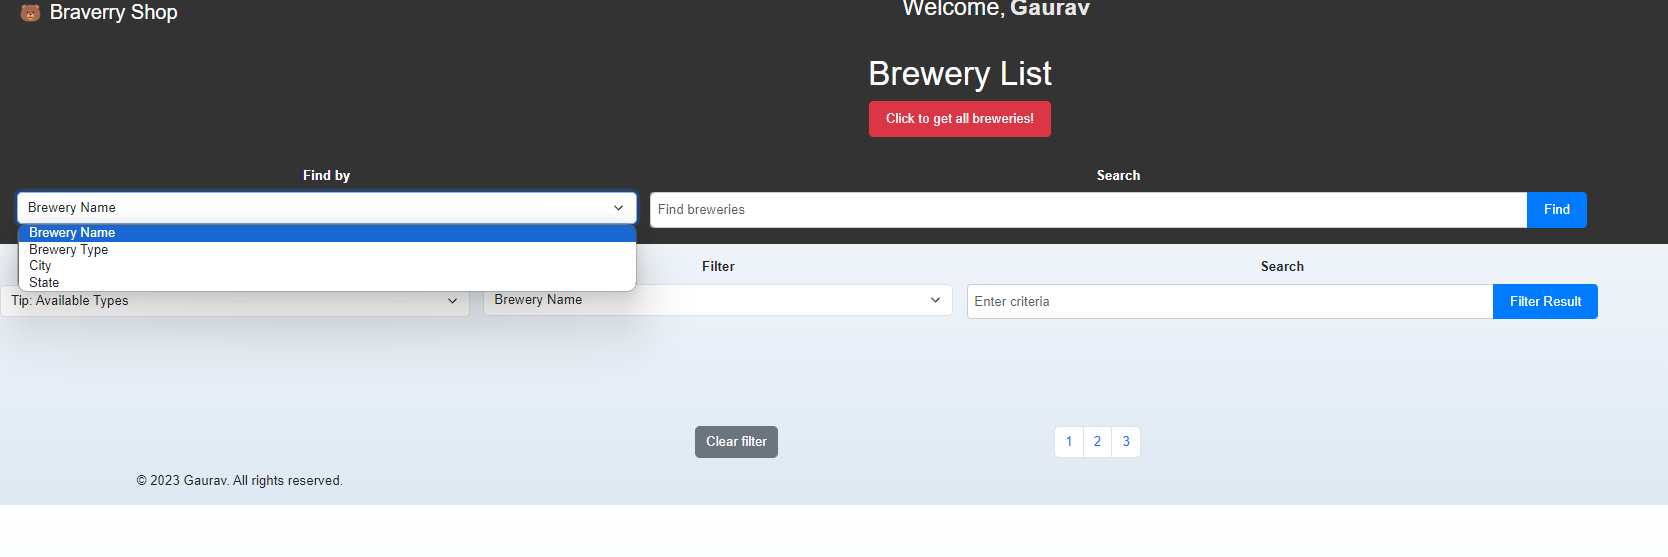 Braverry Shop
Welcome, Gaurav
Brewery List
Click to get all breweries!
Find by
Search
Brewery Name
Find breweries
Find
Brewery Name
Brewery Type
City
State
Filter
Search
Tip: Available Types
Brewery Name
Enter criteria
Filter Result
Clear filter
1 2 3
© 2023 Gaurav. All rights reserved.